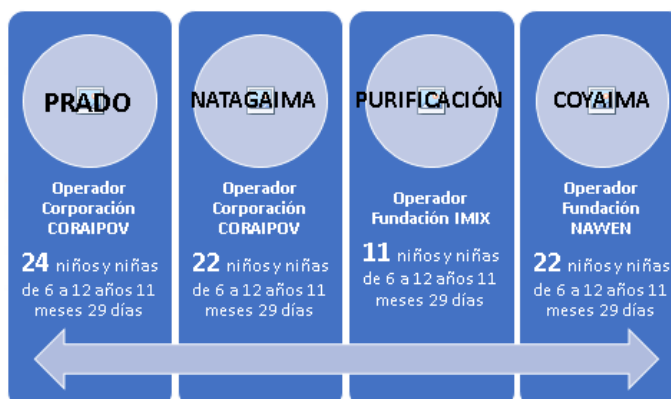 PRADO
Operador
Corporación
CORAIPOV
24 niños y niñas
de 6 a 12 años 11
meses 29 días
NATAGAIMA
Operador
Corporación
CORAIPOV
22 niños y niñas
de 6 a 12 años 11
meses 29 días
PURIFICACIÓN
Operador
Fundación IMIX
11 niños y niñas
de 6 a 12 años 11
meses 29 días
COYAIMA
Operador
Fundación
NAWEN
22 niños y niñas
de 6 a 12 años 11
meses 29 días